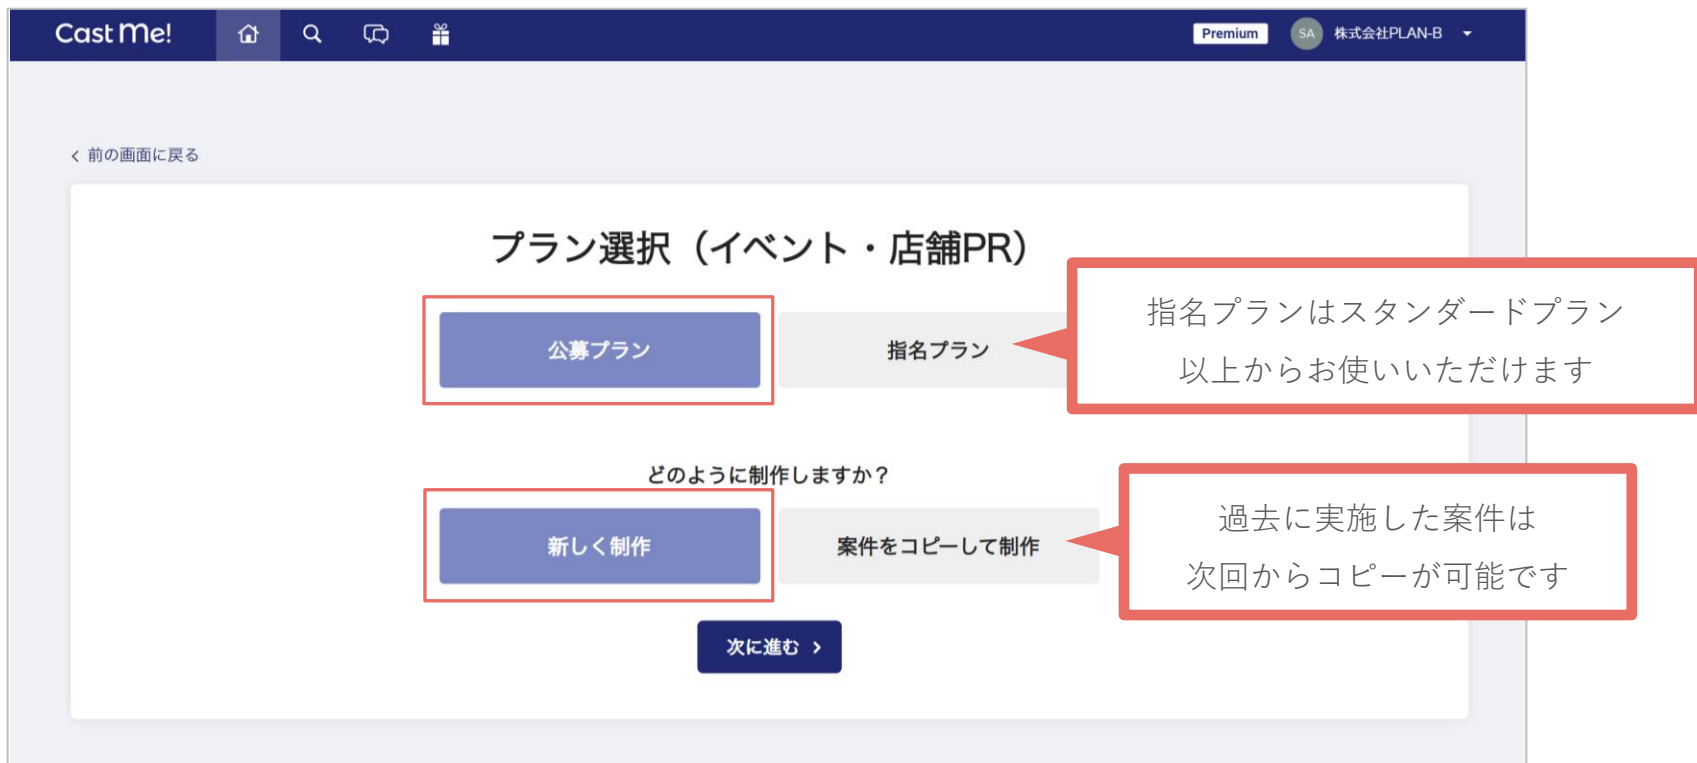 Cast Me!
Premium
SA
株式会社PLAN-B
前の画面に戻る
プラン選択（イベント・店舗PR）
公募プラン
指名プラン
指名プランはスタンダードプラン
以上からお使いいただけます
どのように制作しますか？
新しく制作
案件をコピーして制作
過去に実施した案件は
次回からコピーが可能です
次に進む